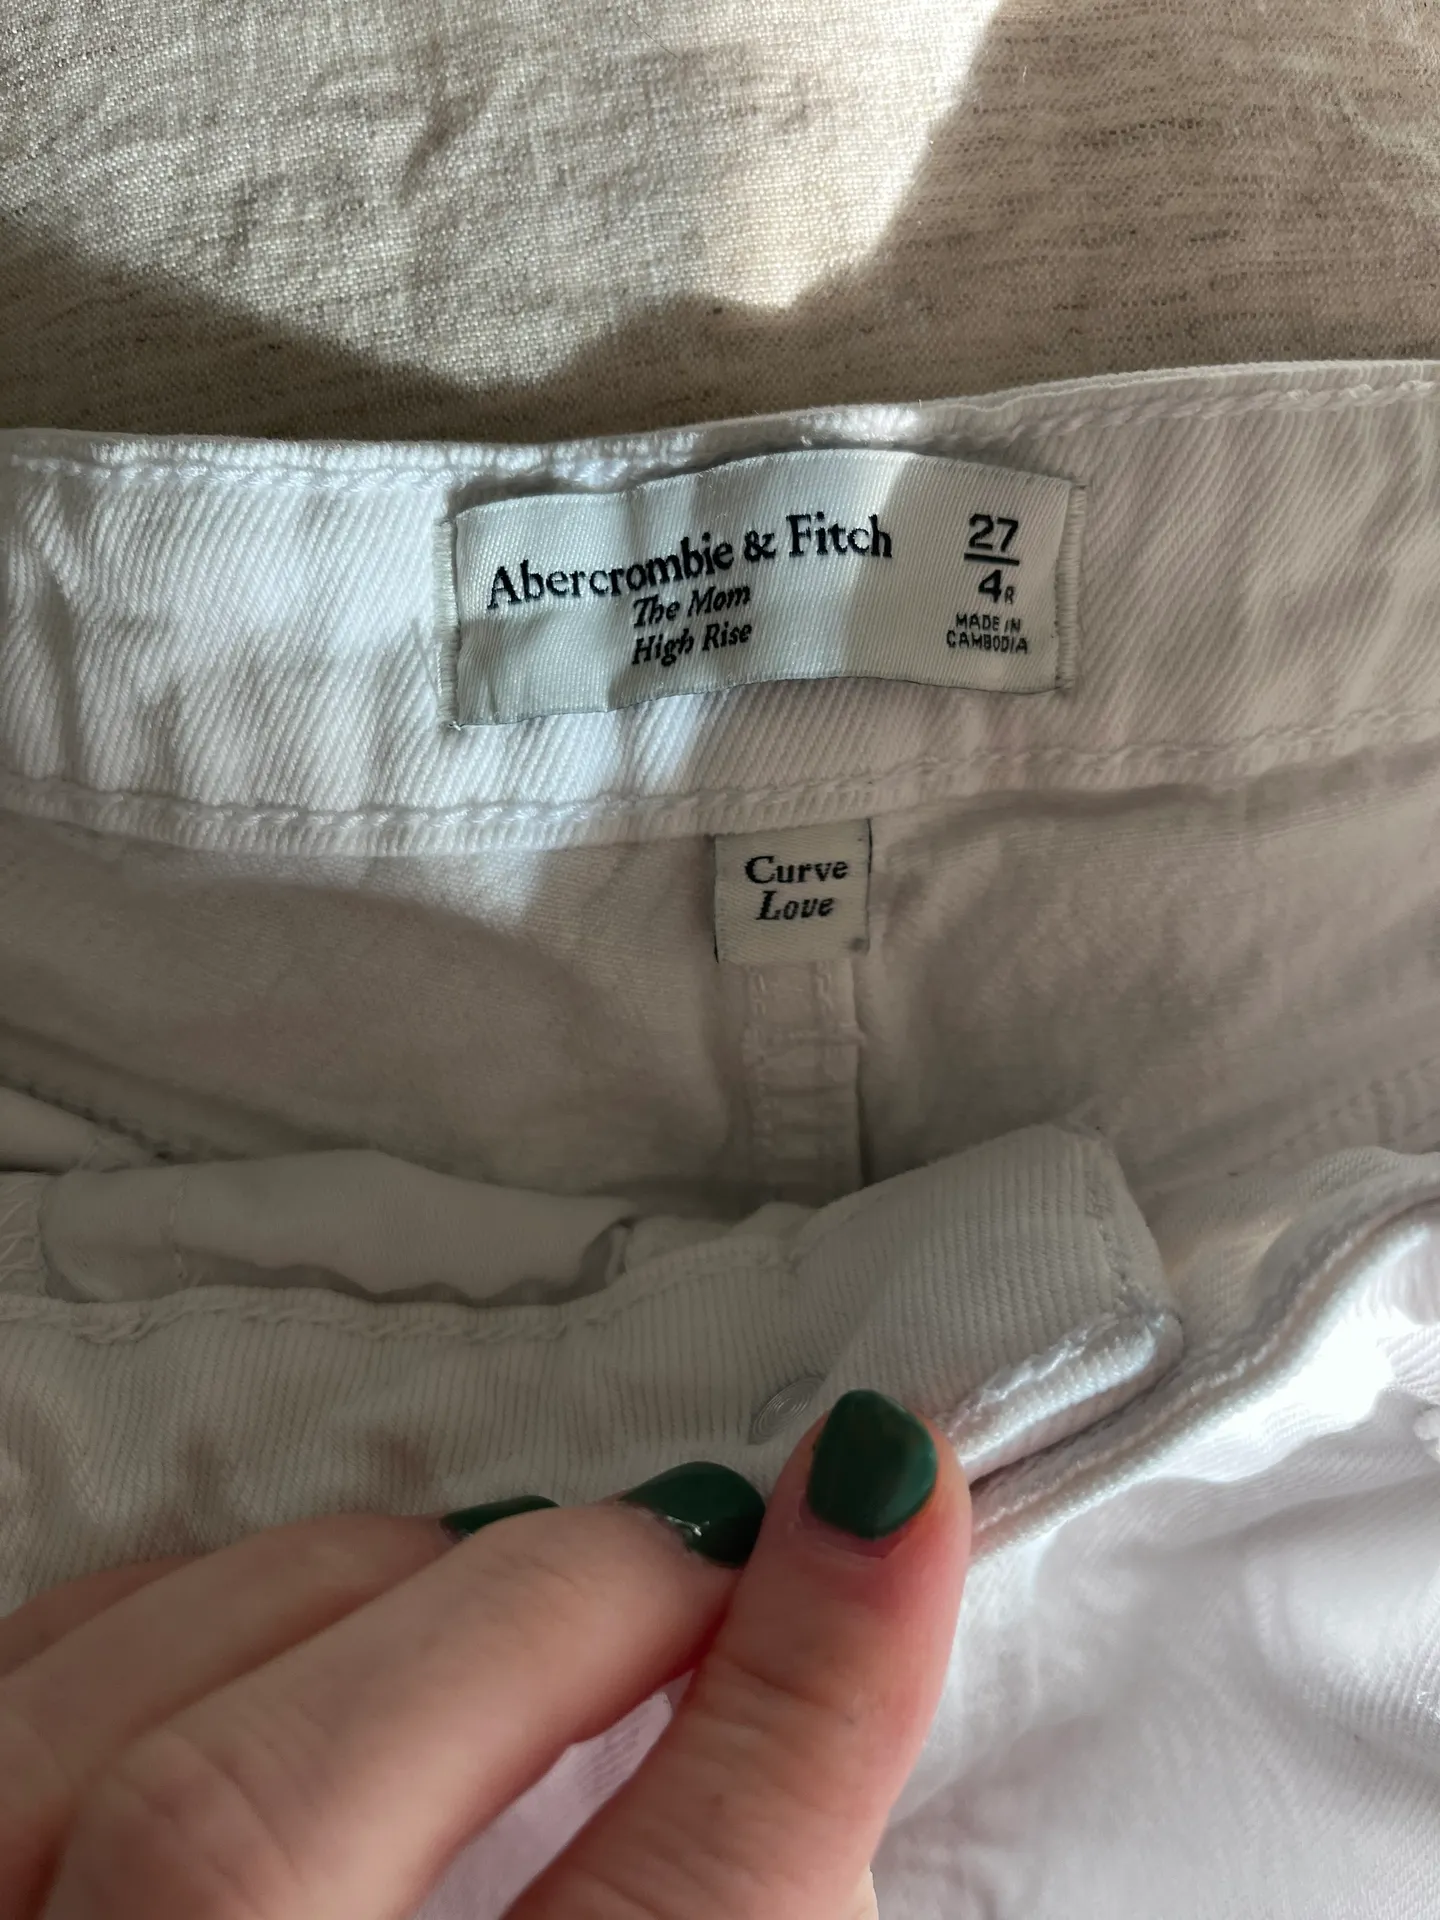 Abercrombie & Fitch
The Mom
High Rise
27
4R
MADE IN
CAMBODIA
Curve
Love